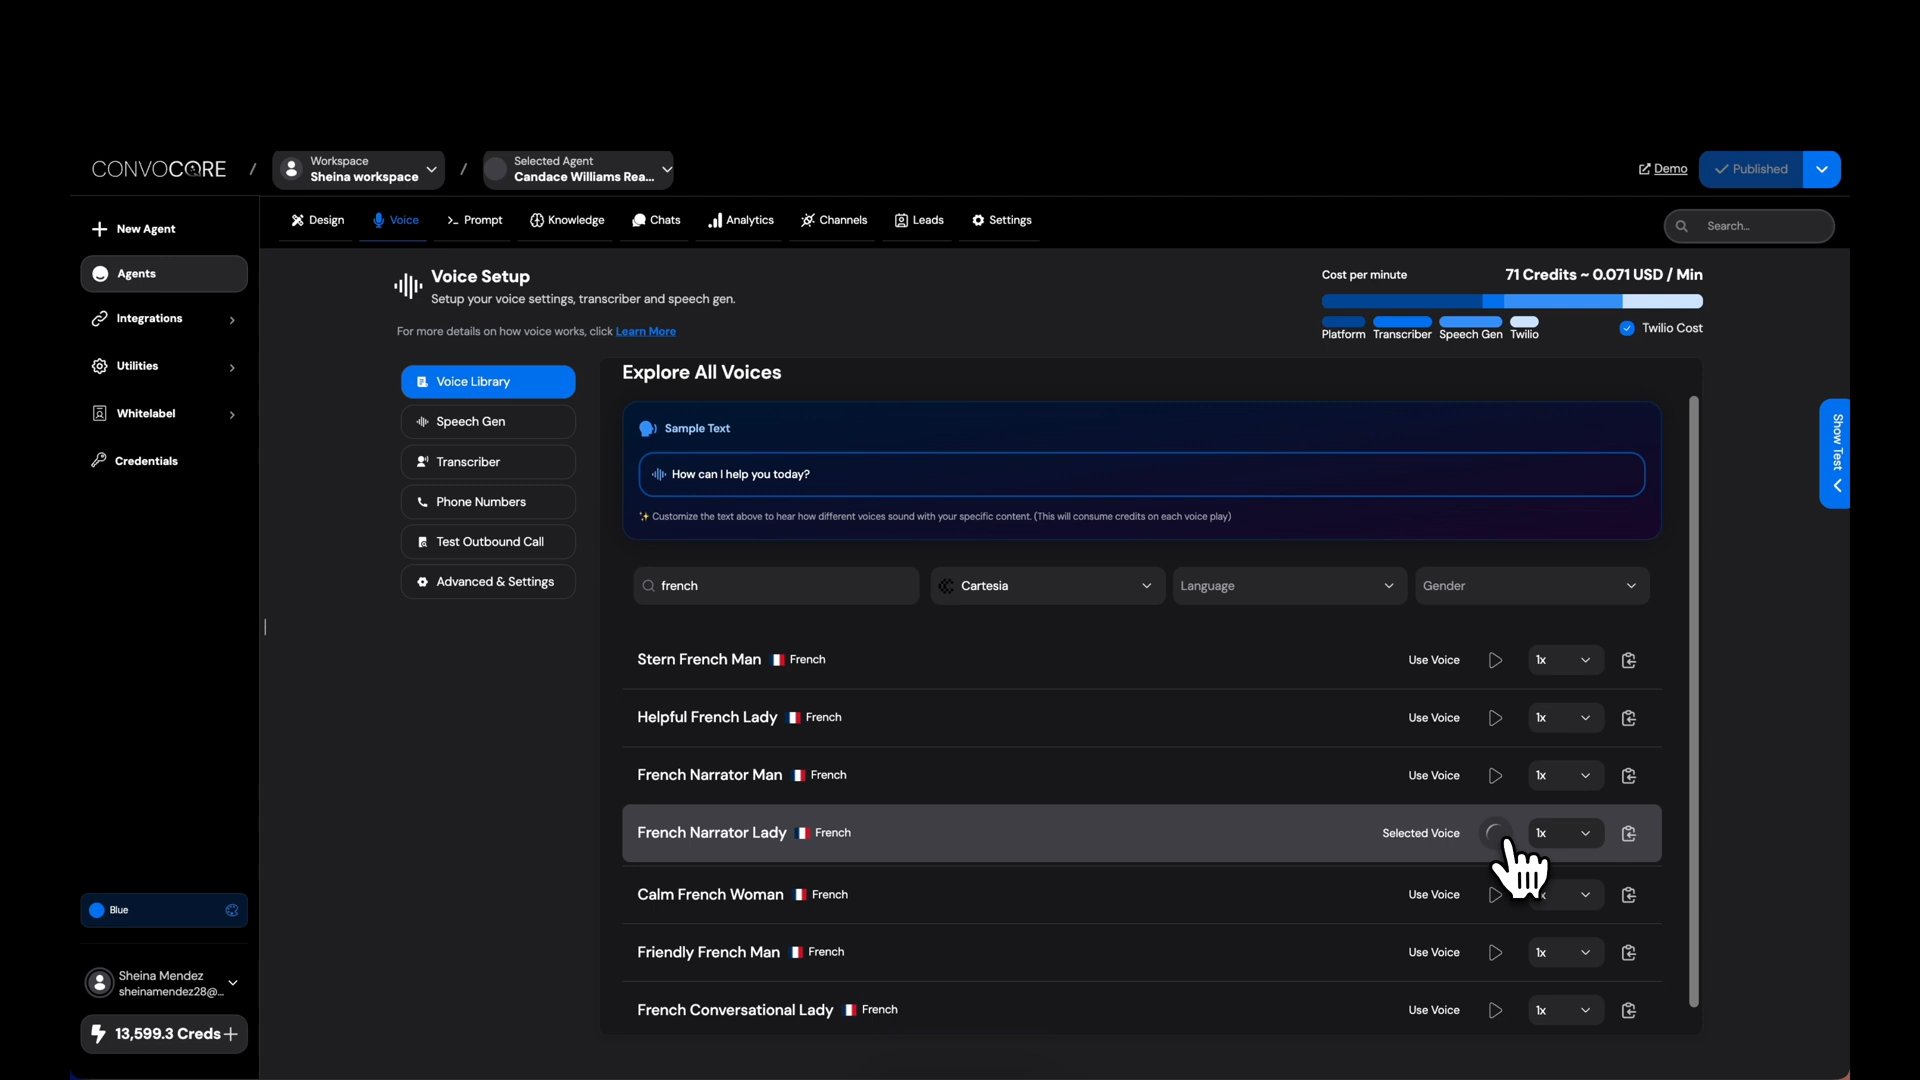 CONVOCORE / Workspace Sheina workspace / Selected Agent Candace Williams Rea...
Demo
Published
New Agent
Agents
Integrations
Utilities
Whitelabel
Credentials
Design
Voice
Prompt
Knowledge
Chats
Analytics
Channels
Leads
Settings
Search...
Voice Setup
Setup your voice settings, transcriber and speech gen.
For more details on how voice works, click Learn More
Cost per minute
71 Credits ~ 0.071 USD / Min
Platform
Transcriber
Speech Gen
Twilio
Twilio Cost
Voice Library
Speech Gen
Transcriber
Phone Numbers
Test Outbound Call
Advanced & Settings
Explore All Voices
Sample Text
How can I help you today?
✨ Customize the text above to hear how different voices sound with your specific content. (This will consume credits on each voice play)
french
Cartesia
Language
Gender
Stern French Man French Use Voice 1x
Helpful French Lady French Use Voice 1x
French Narrator Man French Use Voice 1x
French Narrator Lady French Selected Voice 1x
Calm French Woman French Use Voice x
Friendly French Man French Use Voice 1x
French Conversational Lady French Use Voice 1x
Show Test
Blue
Sheina Mendez
sheinamendez28@...
13,599.3 Creds